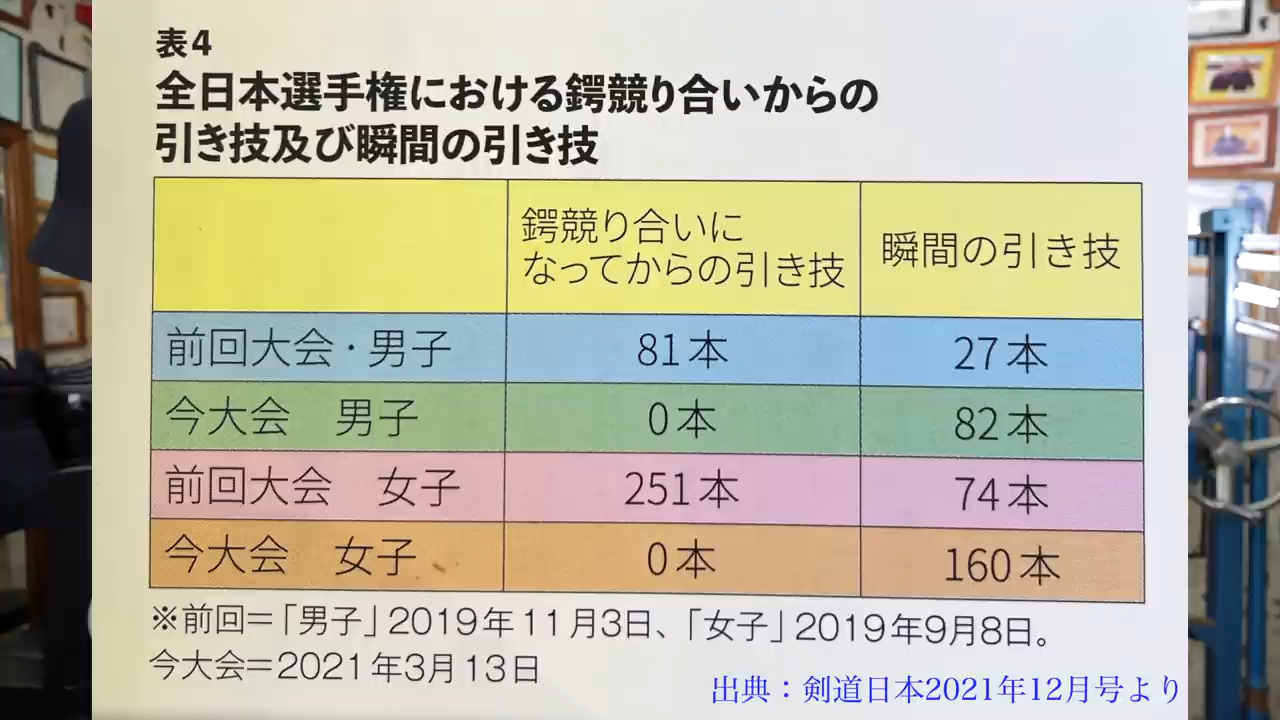 表4
全日本選手権における鍔競り合いからの
引き技及び瞬間の引き技
鍔競り合いに
なってからの引き技
瞬間の引き技
前回大会・男子 81本 27本
今大会 男子 0本 82本
前回大会 女子 251本 74本
今大会 女子 0本 160本
※前回=「男子」2019年11月3日、「女子」2019年9月8日。
今大会=2021年3月13日
出典：剣道日本2021年12月号より